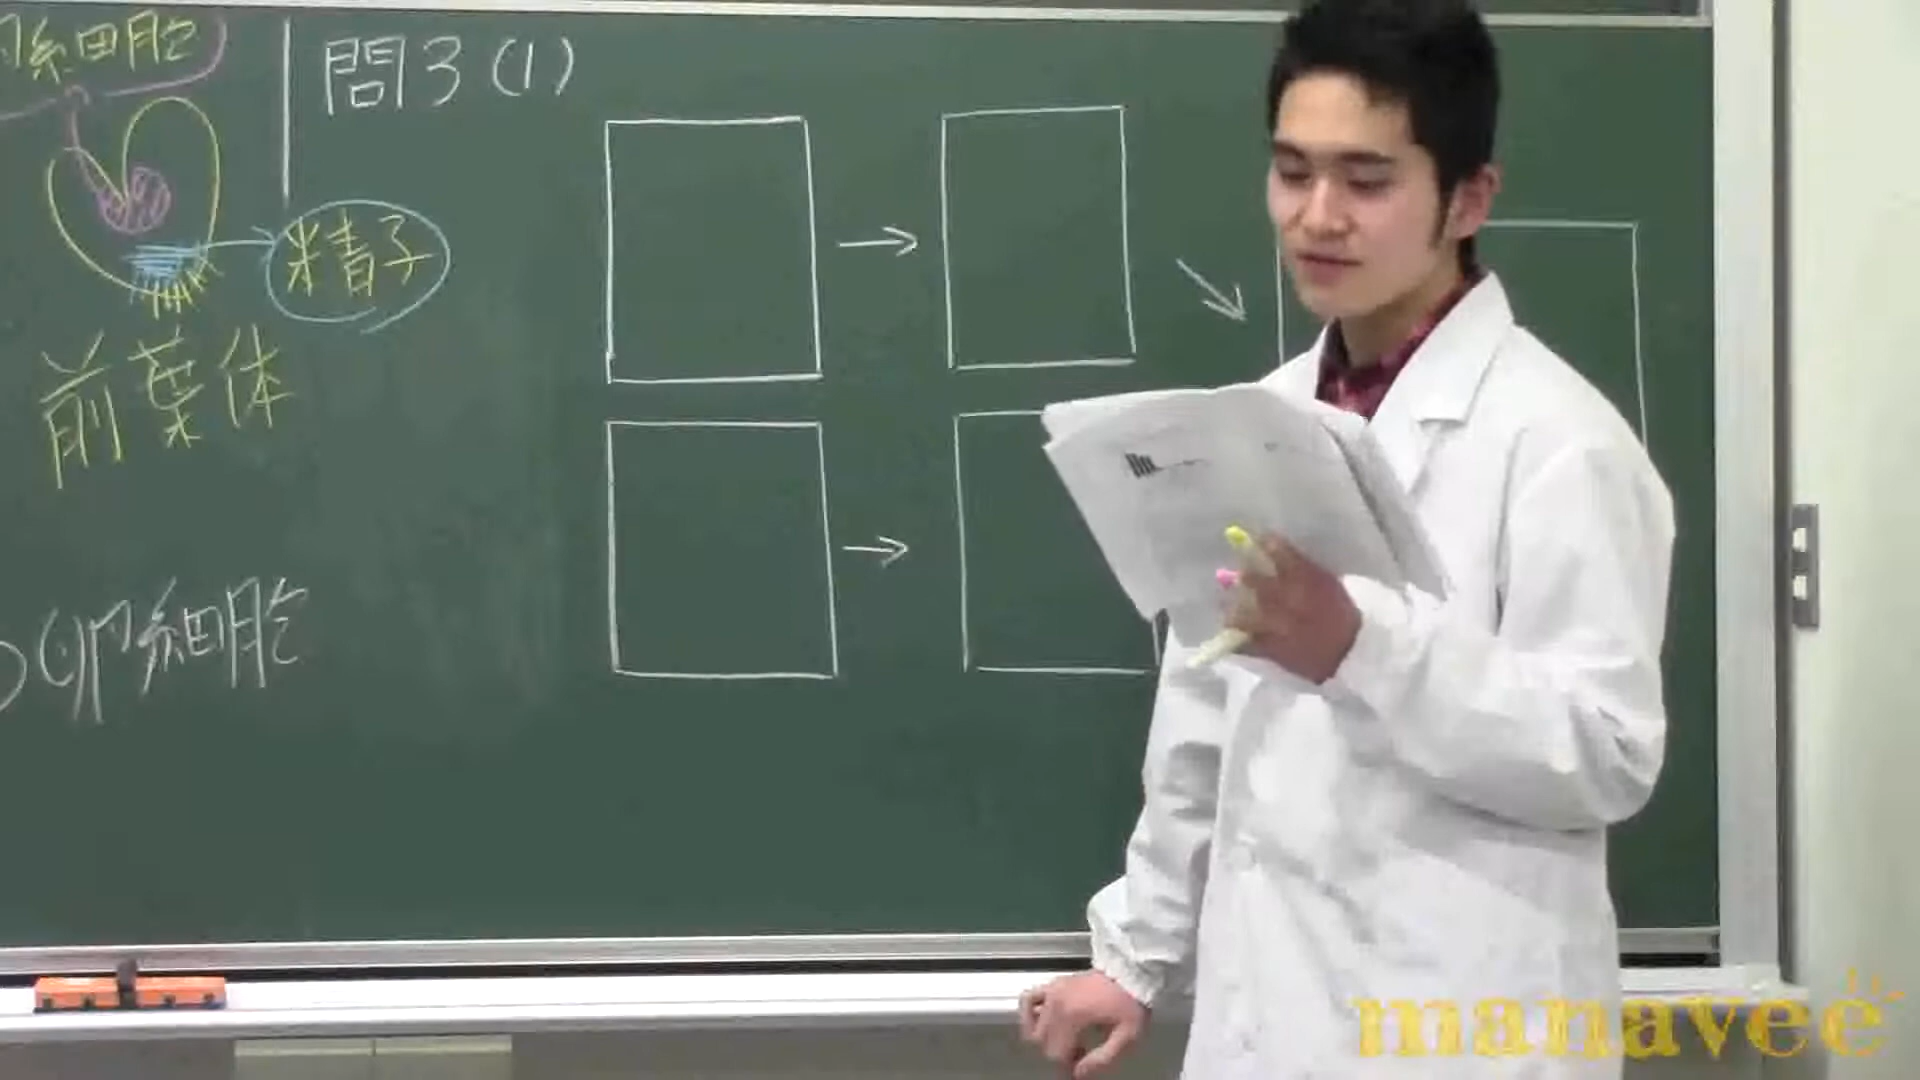 卵細胞
問3(1)
精子
前葉体
卵細胞
manavee